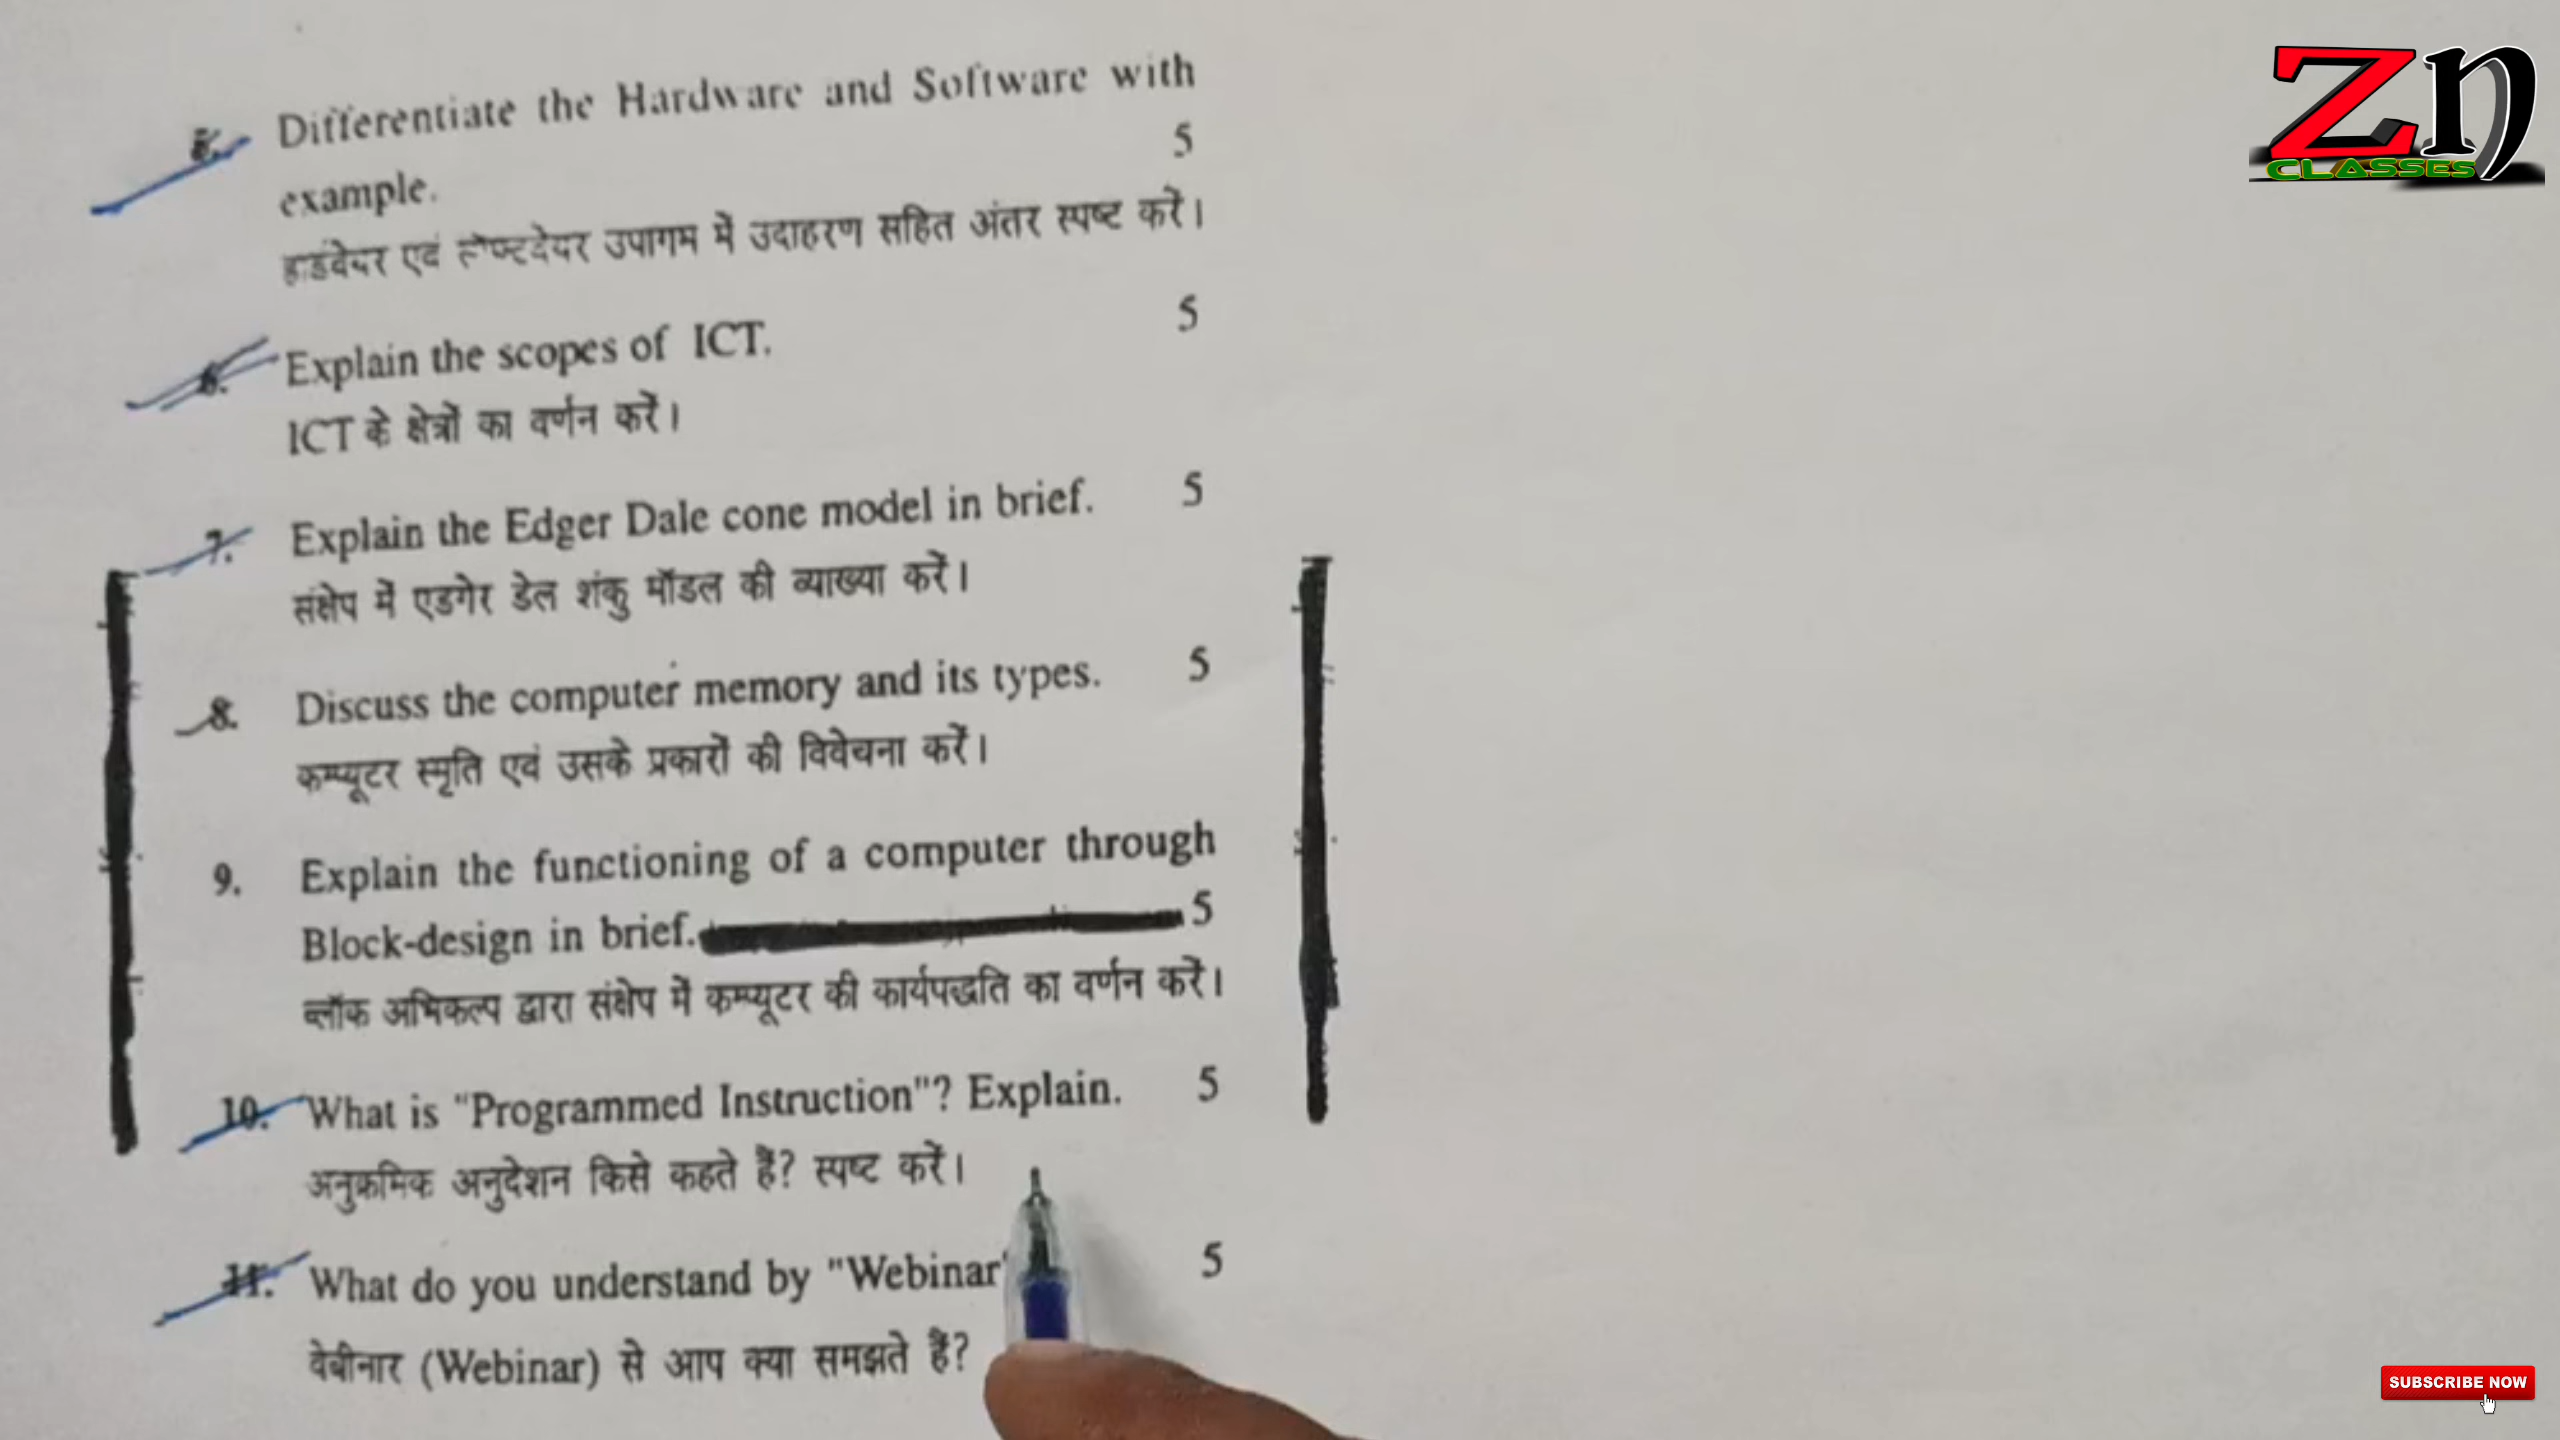 Zn
CLASSES
5. Differentiate the Hardware and Software with
example. 5
हार्डवेयर एवं सॉफ्टवेयर उपागम में उदाहरण सहित अंतर स्पष्ट करें।
6. Explain the scopes of ICT. 5
ICT के क्षेत्रों का वर्णन करें।
7. Explain the Edger Dale cone model in brief. 5
संक्षेप में एडगेर डेल शंकु मॉडल की व्याख्या करें।
8. Discuss the computer memory and its types. 5
कम्प्यूटर स्मृति एवं उसके प्रकारों की विवेचना करें।
9. Explain the functioning of a computer through
Block-design in brief. 5
ब्लॉक अभिकल्प द्वारा संक्षेप में कम्प्यूटर की कार्यपद्धति का वर्णन करें।
10. What is "Programmed Instruction"? Explain. 5
अनुक्रमिक अनुदेशन किसे कहते हैं? स्पष्ट करें।
11. What do you understand by "Webinar" 5
वेबीनार (Webinar) से आप क्या समझते हैं?
SUBSCRIBE NOW